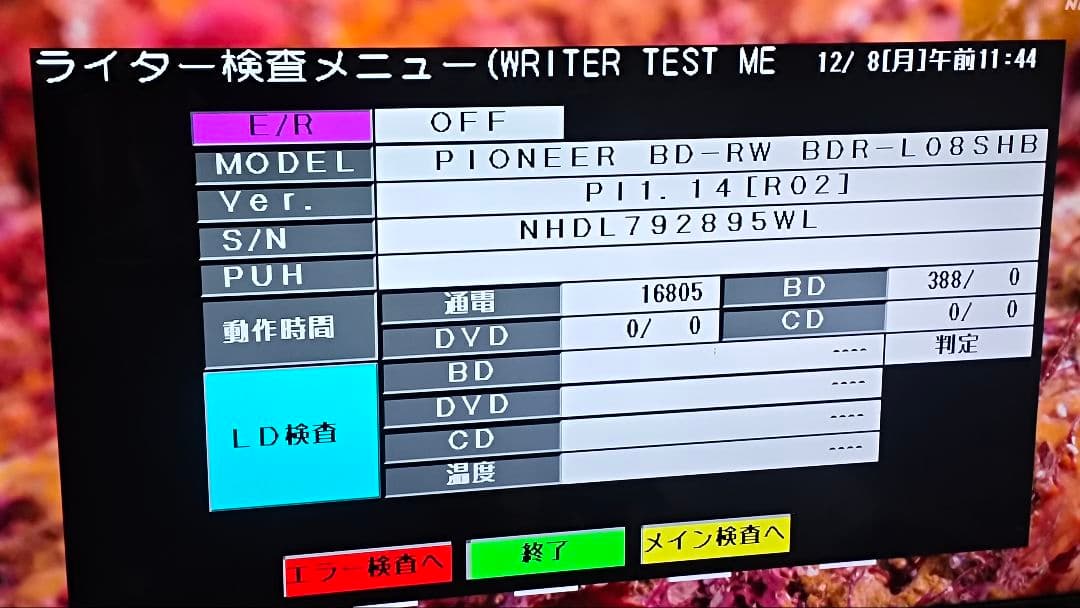 ライター検査メニュー(WRITER TEST ME 12/ 8[月]午前11:44
E/R OFF
MODEL PIONEER BD-RW BDR-L08SHB
Ver. PI1.14[R02]
S/N NHDL792895WL
PUH
動作時間 通電 16805 BD 388/ 0
DVD 0/ 0 CD 0/ 0
LD検査 BD ---- 判定
DVD ----
CD ----
温度 ----
エラー検査へ 終了 メイン検査へ